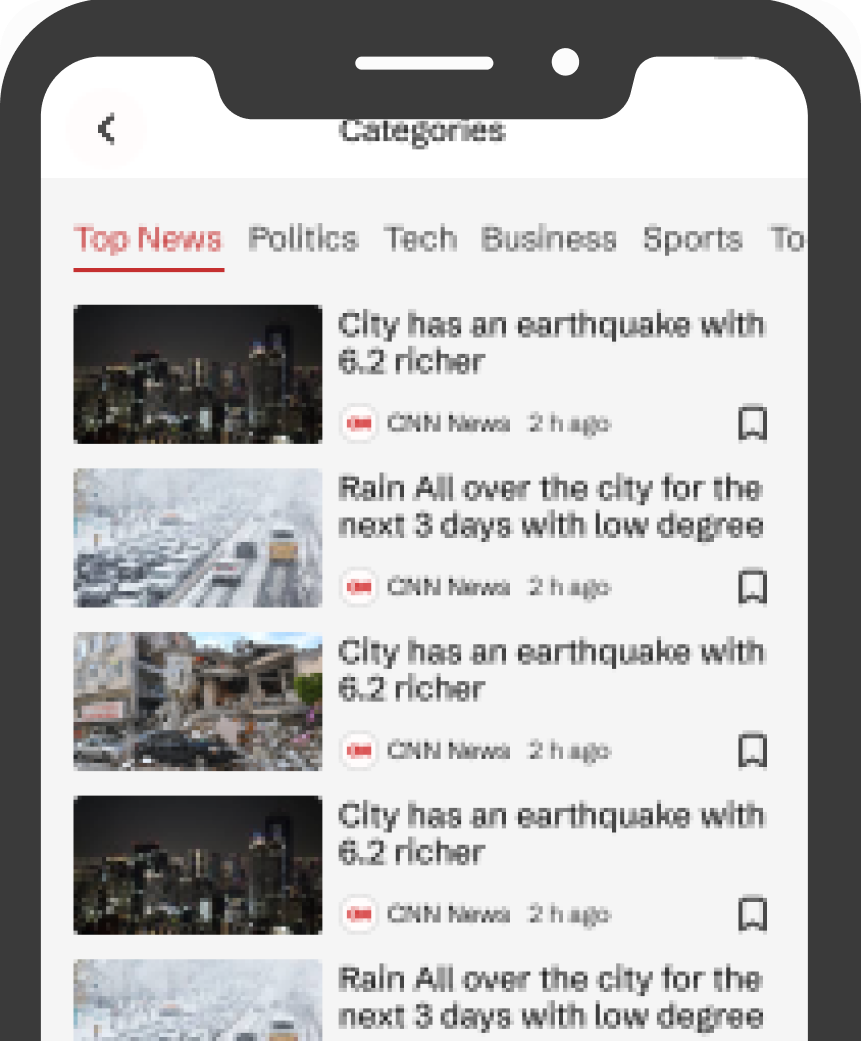 Categories
Top News Politics Tech Business Sports To
City has an earthquake with
6.2 richer
CNN News 2 h ago
Rain All over the city for the
next 3 days with low degree
CNN News 2 h ago
City has an earthquake with
6.2 richer
CNN News 2 h ago
City has an earthquake with
6.2 richer
CNN News 2 h ago
Rain All over the city for the
next 3 days with low degree